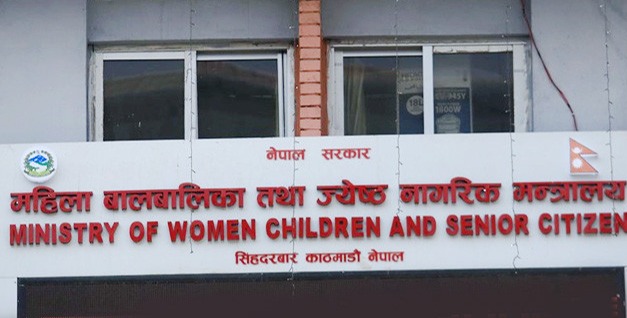 नेपाल सरकार
महिला बालबालिका तथा ज्येष्ठ नागरिक मन्त्रालय
MINISTRY OF WOMEN CHILDREN AND SENIOR CITIZEN
सिंहदरबार काठमाडौं नेपाल